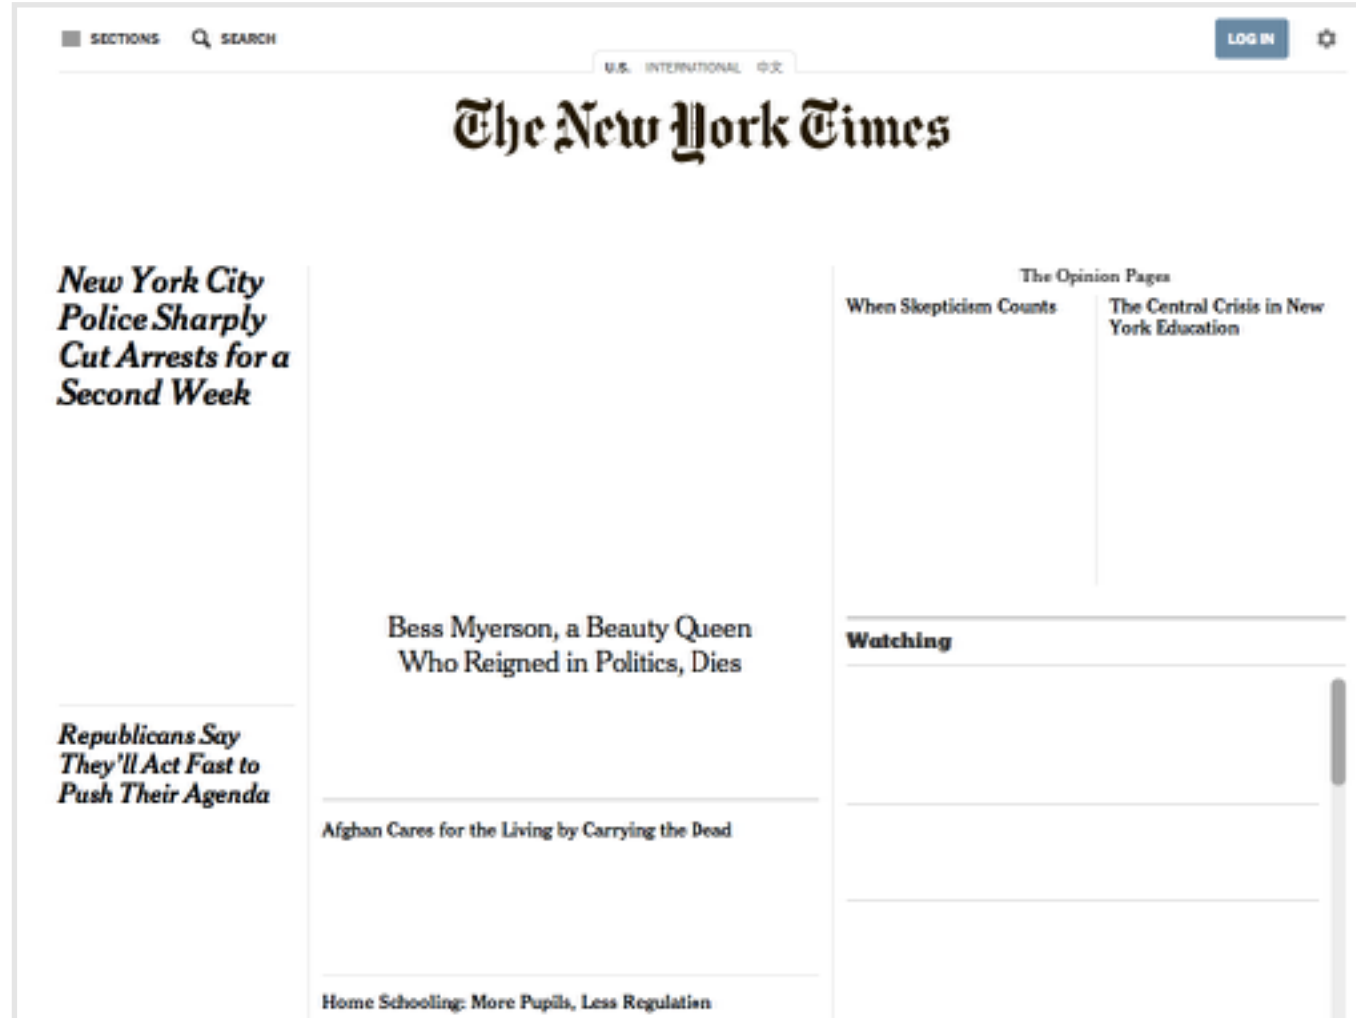 SECTIONS SEARCH LOG IN
U.S. INTERNATIONAL 中文
The New York Times
New York City
Police Sharply
Cut Arrests for a
Second Week
Republicans Say
They'll Act Fast to
Push Their Agenda
Bess Myerson, a Beauty Queen
Who Reigned in Politics, Dies
Afghan Cares for the Living by Carrying the Dead
Home Schooling: More Pupils, Less Regulation
The Opinion Pages
When Skepticism Counts
The Central Crisis in New
York Education
Watching